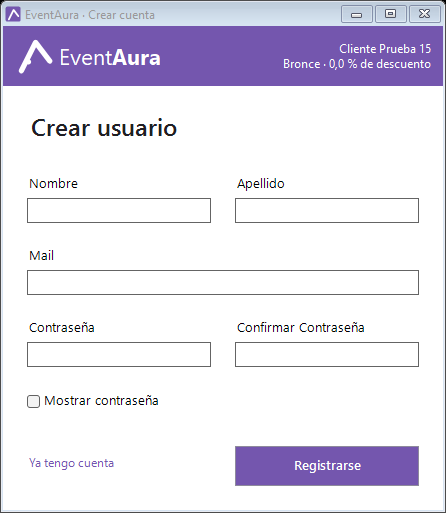 EventAura · Crear cuenta
EventAura
Cliente Prueba 15
Bronce · 0,0 % de descuento
Crear usuario
Nombre
Apellido
Mail
Contraseña
Confirmar Contraseña
Mostrar contraseña
Ya tengo cuenta
Registrarse